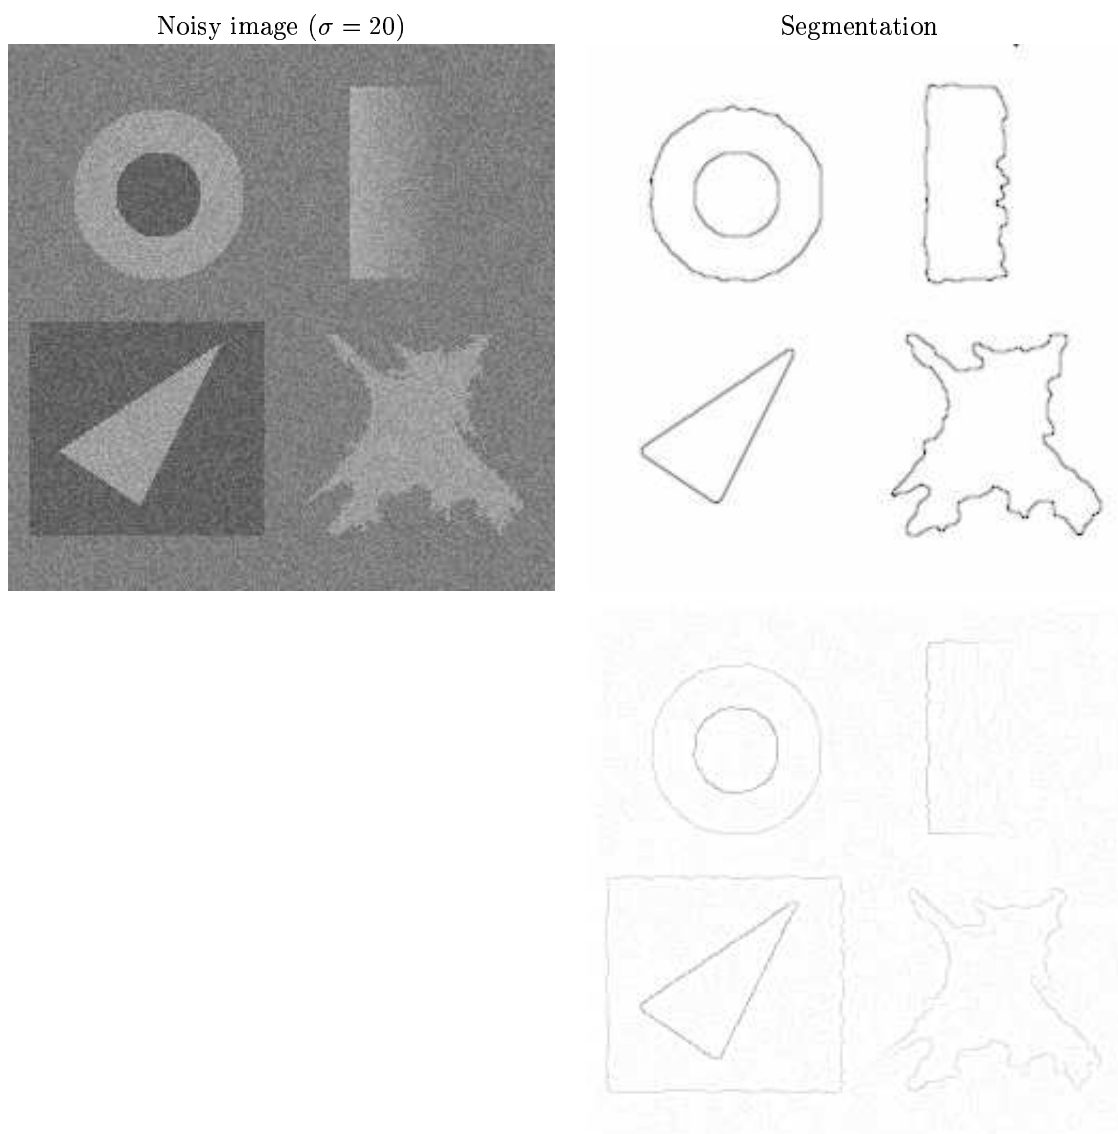 Noisy image (σ = 20)
Segmentation